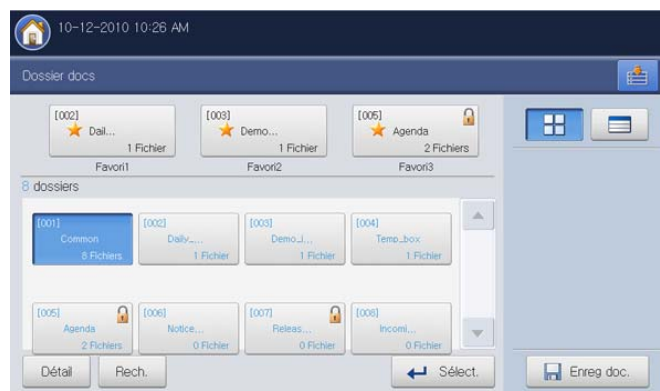 10-12-2010 10:26 AM
Dossier docs
[002] [003] [005]
Dail... Demo... Agenda
1 Fichier 1 Fichier 2 Fichiers
Favori1 Favori2 Favori3
8 dossiers
[001] [002] [003] [004]
Common Daily_... Demo_l... Temp_box
8 Fichiers 1 Fichier 1 Fichier 1 Fichier
[005] [006] [007] [008]
Agenda Notice... Releas... Incomi...
2 Fichiers 0 Fichier 0 Fichier 0 Fichier
Détail Rech. Sélect. Enreg doc.